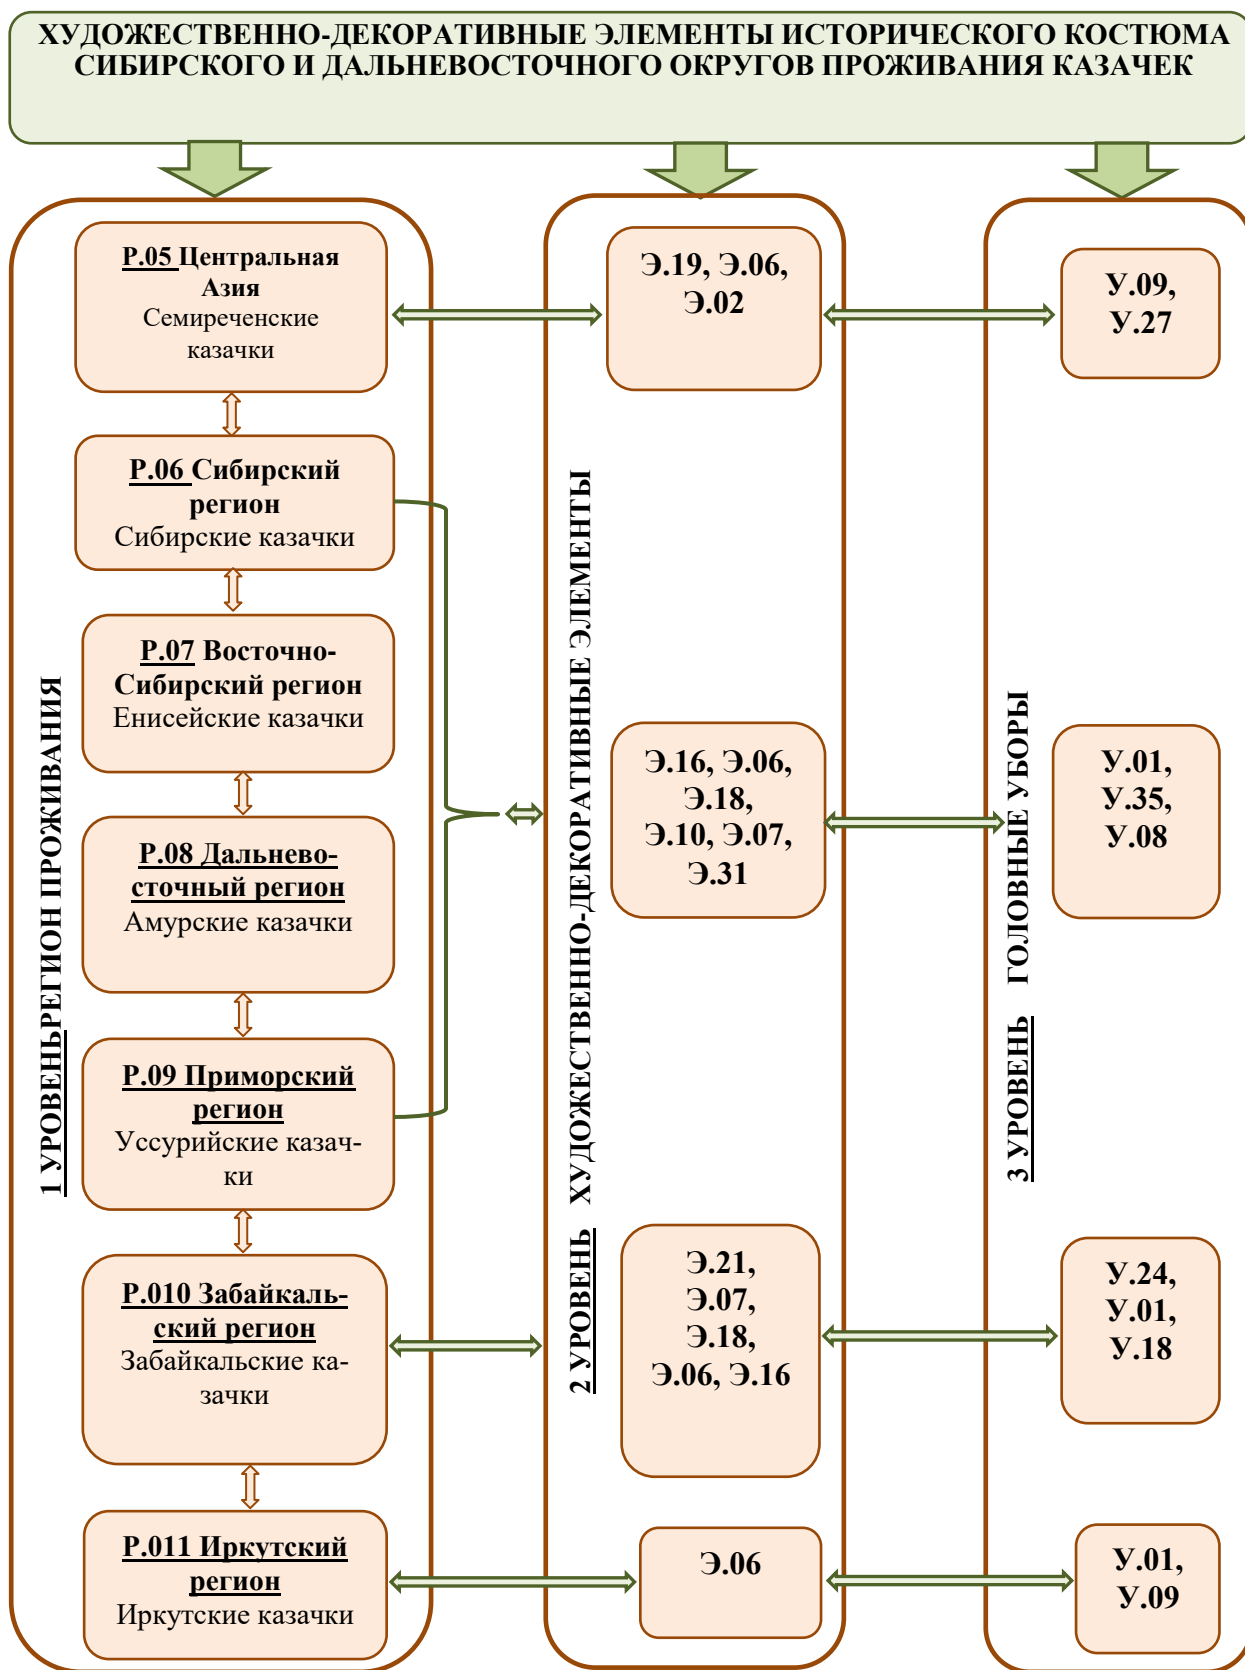 ХУДОЖЕСТВЕННО-ДЕКОРАТИВНЫЕ ЭЛЕМЕНТЫ ИСТОРИЧЕСКОГО КОСТЮМА
СИБИРСКОГО И ДАЛЬНЕВОСТОЧНОГО ОКРУГОВ ПРОЖИВАНИЯ КАЗАЧЕК
1 УРОВЕНЬРЕГИОН ПРОЖИВАНИЯ
Р.05 Центральная
Азия
Семиреченские
казачки
Р.06 Сибирский
регион
Сибирские казачки
Р.07 Восточно-
Сибирский регион
Енисейские казачки
Р.08 Дальнево-
сточный регион
Амурские казачки
Р.09 Приморский
регион
Уссурийские казач-
ки
Р.010 Забайкаль-
ский регион
Забайкальские ка-
зачки
Р.011 Иркутский
регион
Иркутские казачки
2 УРОВЕНЬ ХУДОЖЕСТВЕННО-ДЕКОРАТИВНЫЕ ЭЛЕМЕНТЫ
Э.19, Э.06,
Э.02
Э.16, Э.06,
Э.18,
Э.10, Э.07,
Э.31
Э.21,
Э.07,
Э.18,
Э.06, Э.16
Э.06
3 УРОВЕНЬ ГОЛОВНЫЕ УБОРЫ
У.09,
У.27
У.01,
У.35,
У.08
У.24,
У.01,
У.18
У.01,
У.09